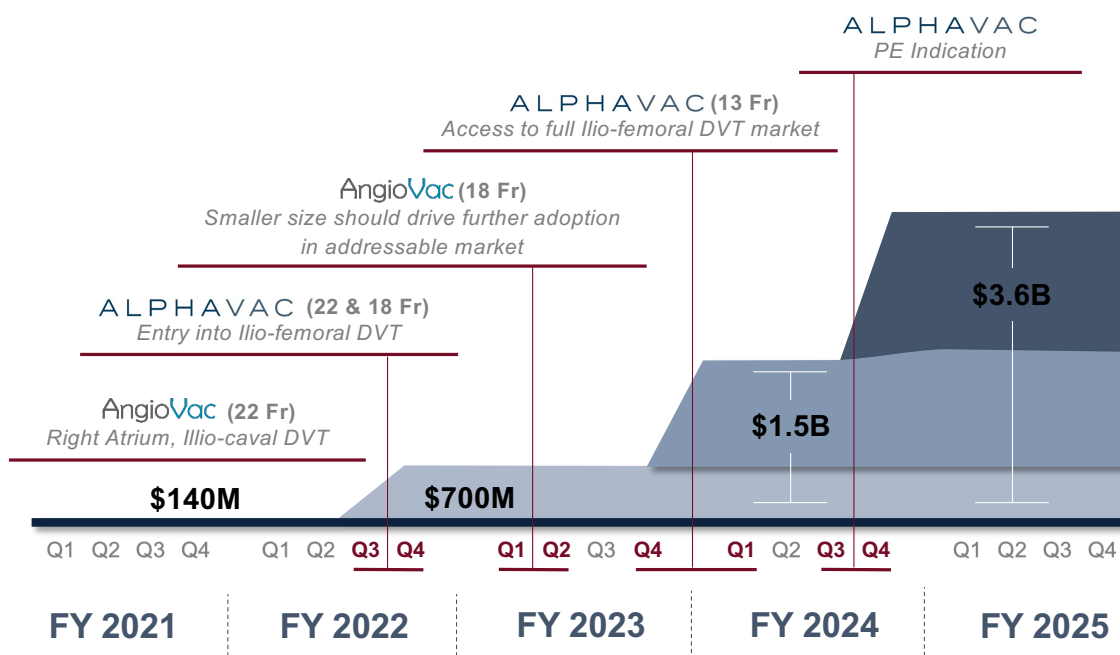 ALPHAVAC
PE Indication
ALPHAVAC (13 Fr)
Access to full Ilio-femoral DVT market
AngioVac (18 Fr)
Smaller size should drive further adoption
in addressable market
ALPHAVAC (22 & 18 Fr)
Entry into Ilio-femoral DVT
AngioVac (22 Fr)
Right Atrium, Illio-caval DVT
$3.6B
$1.5B
$140M
$700M
Q1 Q2 Q3 Q4 Q1 Q2 Q3 Q4 Q1 Q2 Q3 Q4 Q1 Q2 Q3 Q4 Q1 Q2 Q3 Q4
FY 2021 FY 2022 FY 2023 FY 2024 FY 2025